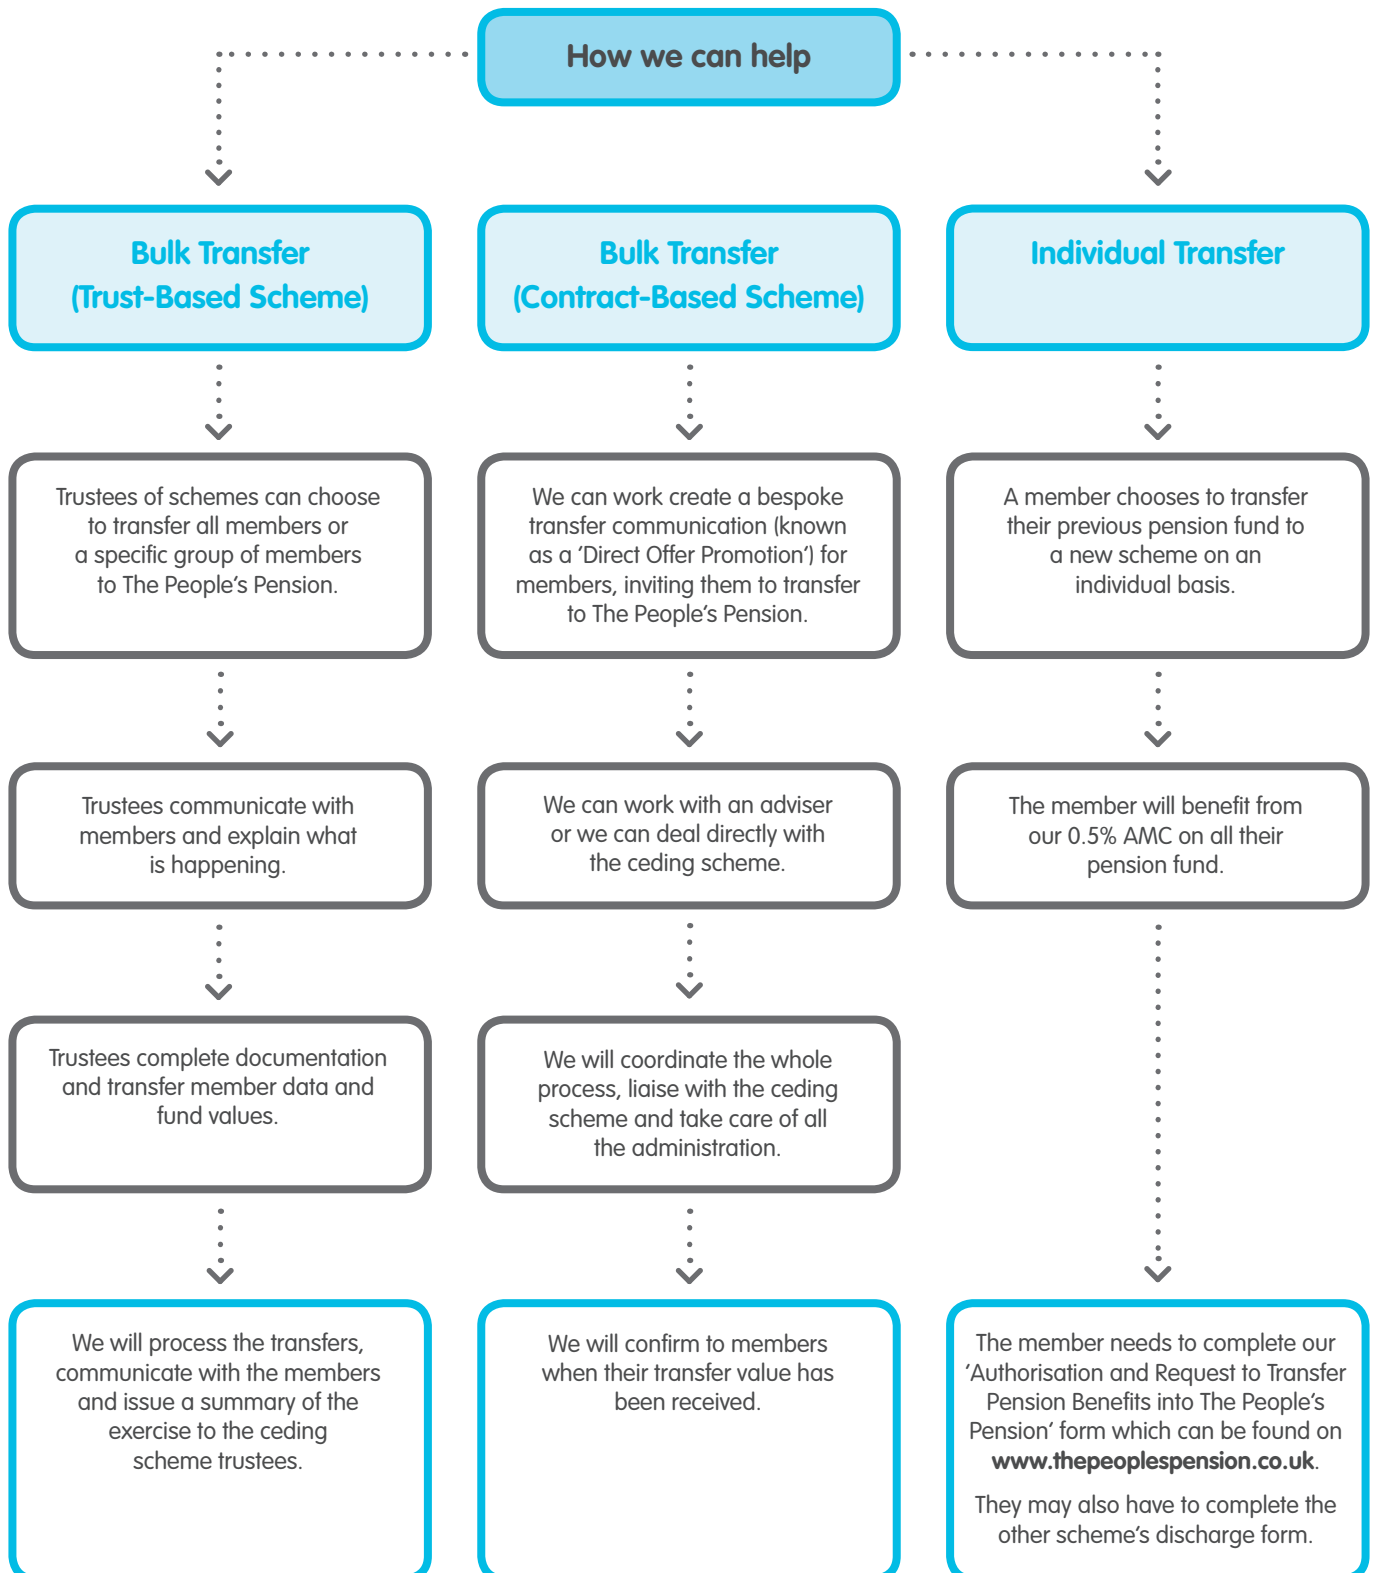 How we can help
Bulk Transfer
(Trust-Based Scheme)
Trustees of schemes can choose
to transfer all members or
a specific group of members
to The People's Pension.
Trustees communicate with
members and explain what
is happening.
Trustees complete documentation
and transfer member data and
fund values.
We will process the transfers,
communicate with the members
and issue a summary of the
exercise to the ceding
scheme trustees.
Bulk Transfer
(Contract-Based Scheme)
We can work create a bespoke
transfer communication (known
as a 'Direct Offer Promotion') for
members, inviting them to transfer
to The People's Pension.
We can work with an adviser
or we can deal directly with
the ceding scheme.
We will coordinate the whole
process, liaise with the ceding
scheme and take care of all
the administration.
We will confirm to members
when their transfer value has
been received.
Individual Transfer
A member chooses to transfer
their previous pension fund to
a new scheme on an
individual basis.
The member will benefit from
our 0.5% AMC on all their
pension fund.
The member needs to complete our
'Authorisation and Request to Transfer
Pension Benefits into The People's
Pension' form which can be found on
www.thepeoplespension.co.uk.
They may also have to complete the
other scheme's discharge form.